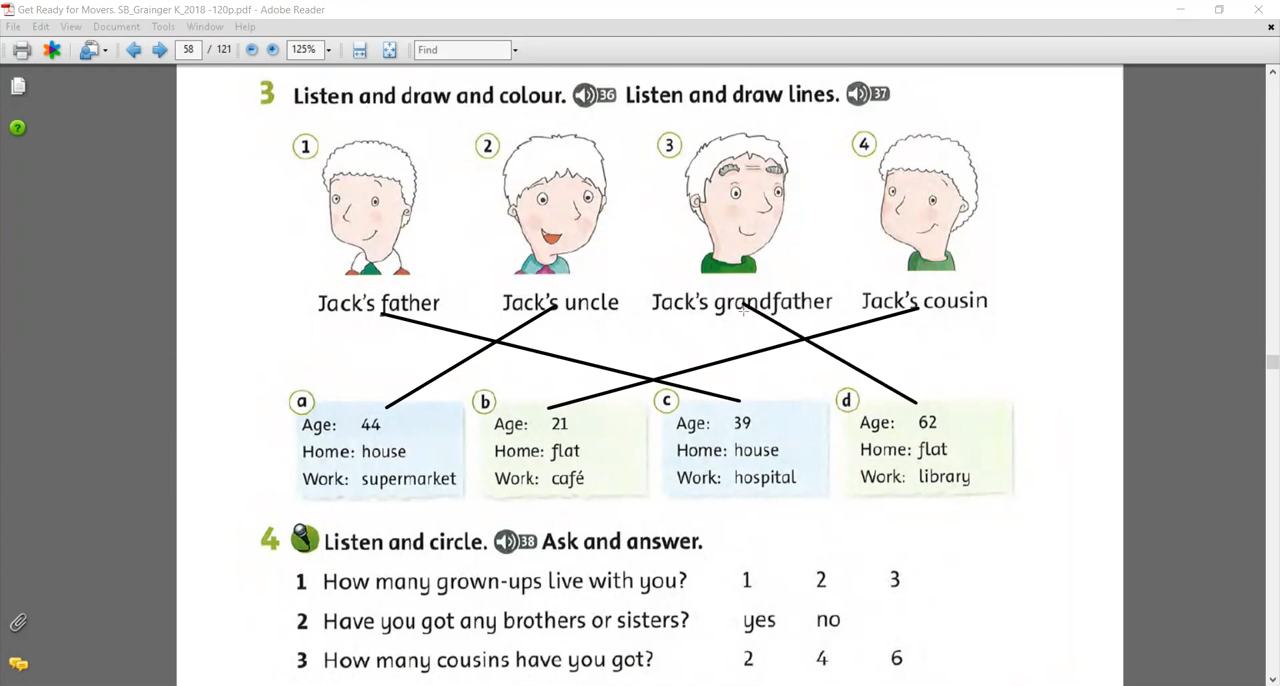 Get Ready for Movers. SB_Grainger K_2018 -120p.pdf - Adobe Reader
File Edit View Document Tools Window Help
58 / 121 125% Find
3 Listen and draw and colour. 36 Listen and draw lines. 37
1 2 3 4
Jack's father Jack's uncle Jack's grandfather Jack's cousin
a b c d
Age: 44 Age: 21 Age: 39 Age: 62
Home: house Home: flat Home: house Home: flat
Work: supermarket Work: café Work: hospital Work: library
4 Listen and circle. 38 Ask and answer.
1 How many grown-ups live with you? 1 2 3
2 Have you got any brothers or sisters? yes no
3 How many cousins have you got? 2 4 6